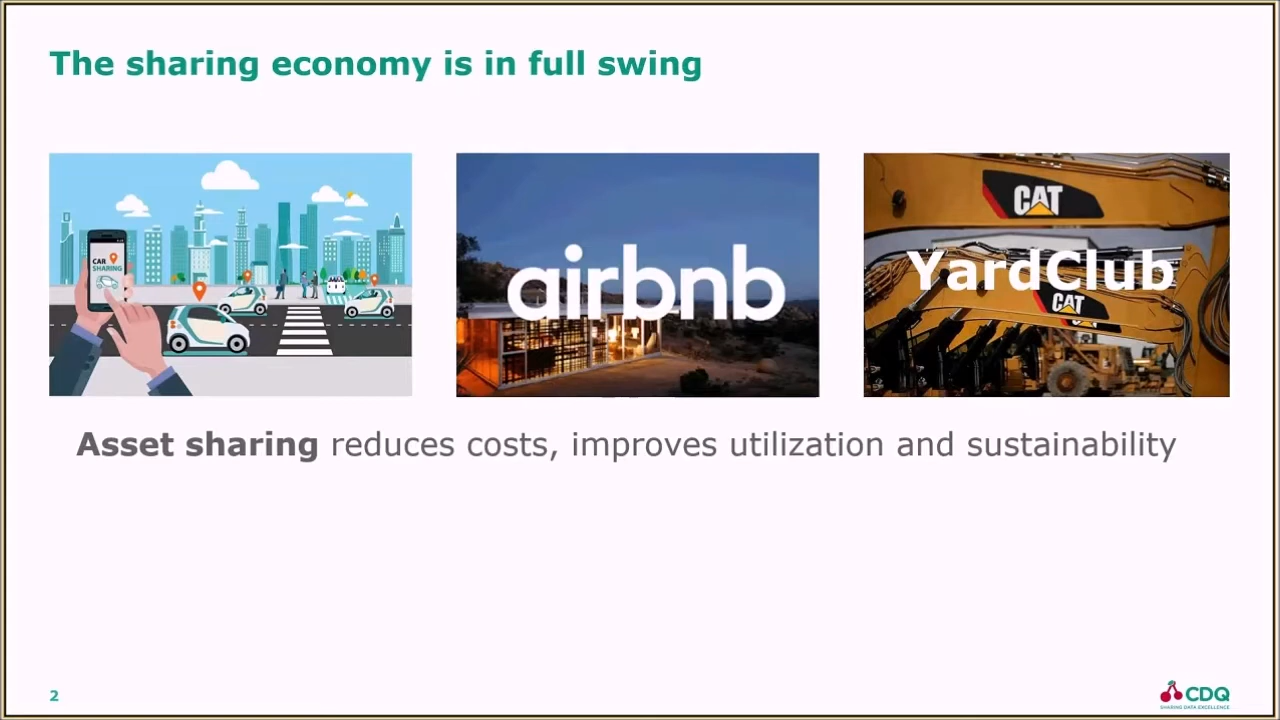 The sharing economy is in full swing
CAR
SHARING
airbnb
CAT
YardClub
CAT
CAT
Asset sharing reduces costs, improves utilization and sustainability
2
CDQ
SHARING DATA EXCELLENCE